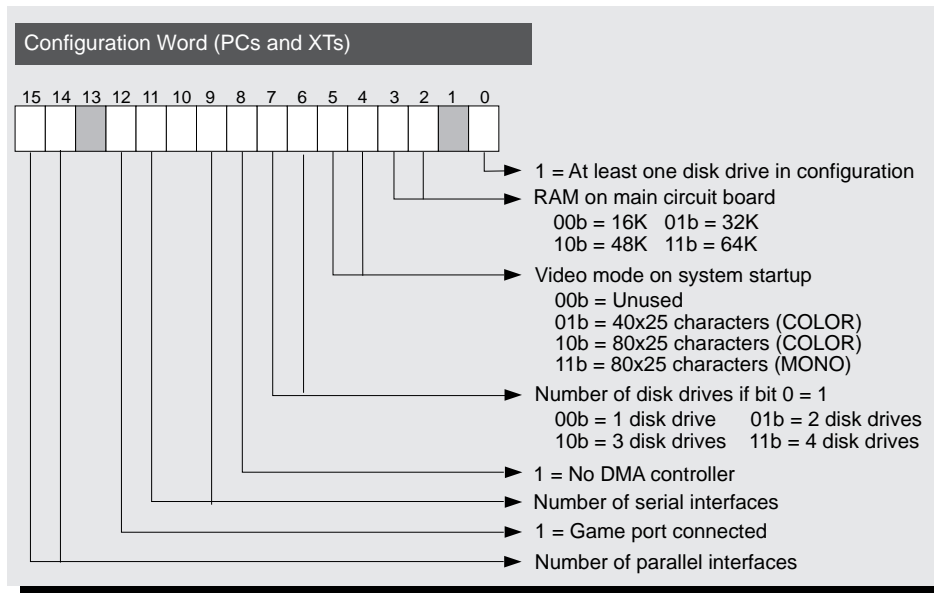 Configuration Word (PCs and XTs)
15 14 13 12 11 10 9 8 7 6 5 4 3 2 1 0
1 = At least one disk drive in configuration
RAM on main circuit board
00b = 16K 01b = 32K
10b = 48K 11b = 64K
Video mode on system startup
00b = Unused
01b = 40x25 characters (COLOR)
10b = 80x25 characters (COLOR)
11b = 80x25 characters (MONO)
Number of disk drives if bit 0 = 1
00b = 1 disk drive 01b = 2 disk drives
10b = 3 disk drives 11b = 4 disk drives
1 = No DMA controller
Number of serial interfaces
1 = Game port connected
Number of parallel interfaces